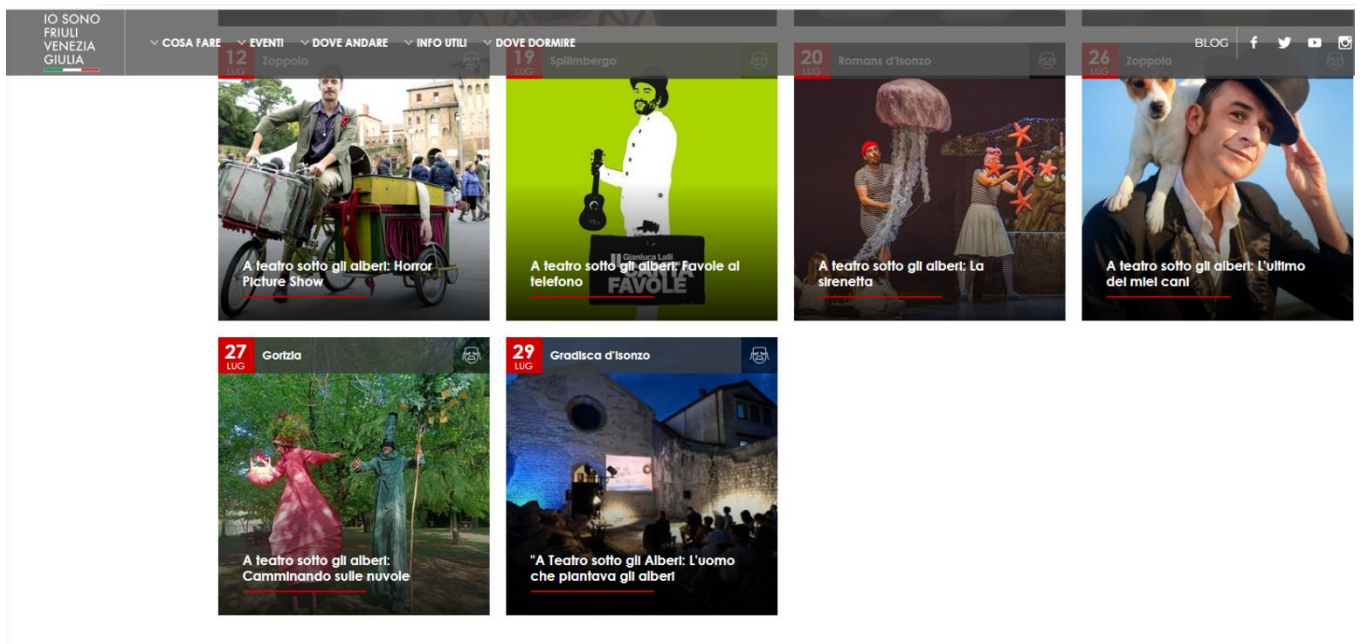 IO SONO
FRIULI
VENEZIA
GIULIA
COSA FARE EVENTI DOVE ANDARE INFO UTILI DOVE DORMIRE
BLOG
12
LUG
Zoppola
A teatro sotto gli alberi: Horror
Picture Show
19
LUG
Spilimbergo
Gianluca Lalli
IL CANTA
FAVOLE
A teatro sotto gli alberi: Favole al
telefono
20
LUG
Romans d'Isonzo
A teatro sotto gli alberi: La
sirenetta
26
LUG
Zoppola
A teatro sotto gli alberi: L'ultimo
dei miei cani
27
LUG
Gorizia
A teatro sotto gli alberi:
Camminando sulle nuvole
29
LUG
Gradisca d'Isonzo
"A Teatro sotto gli Alberi: L'uomo
che piantava gli alberi